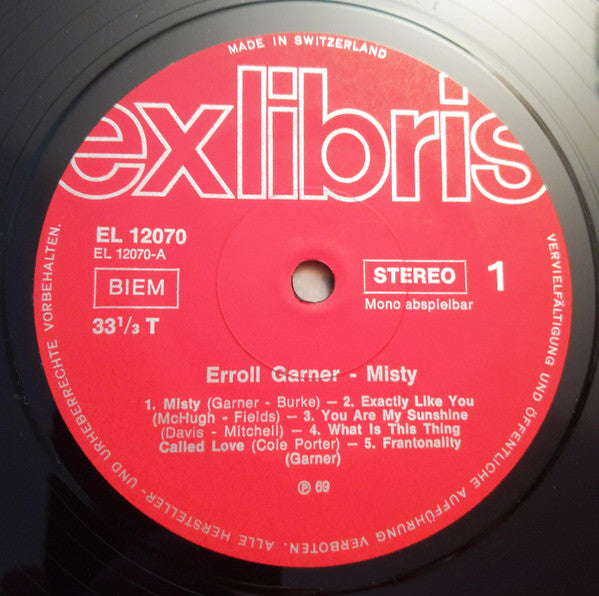 MADE IN SWITZERLAND
exlibris
EL 12070
EL 12070-A
BIEM
33 1/3 T
STEREO 1
Mono abspielbar
Erroll Garner - Misty
1. Misty (Garner - Burke) — 2. Exactly Like You
(McHugh - Fields) — 3. You Are My Sunshine
(Davis - Mitchell) — 4. What Is This Thing
Called Love (Cole Porter) — 5. Frantonality
(Garner)
℗ 69
ALLE HERSTELLER- UND URHEBERRECHTE VORBEHALTEN. VERVIELFÄLTIGUNG UND ÖFFENTLICHE AUFFÜHRUNG VERBOTEN.